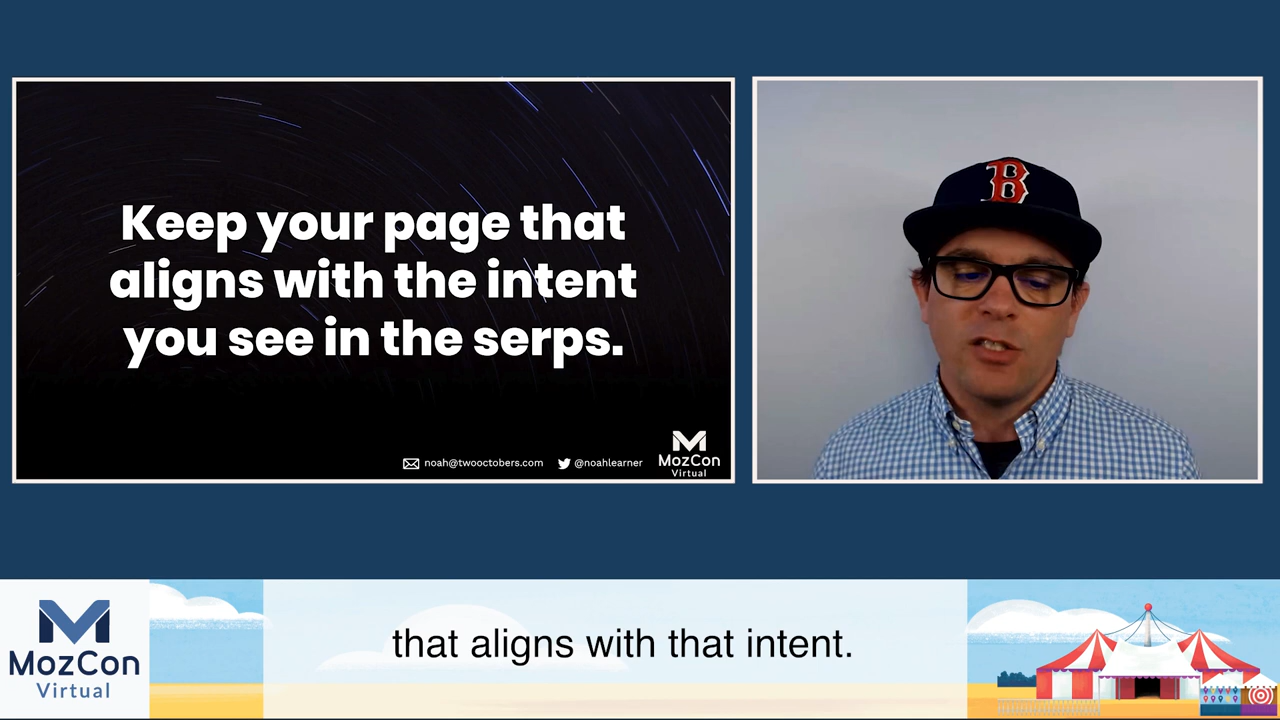 Keep your page that
aligns with the intent
you see in the serps.
noah@twooctobers.com
@noahlearner
MozCon
Virtual
B
MozCon
Virtual
that aligns with that intent.